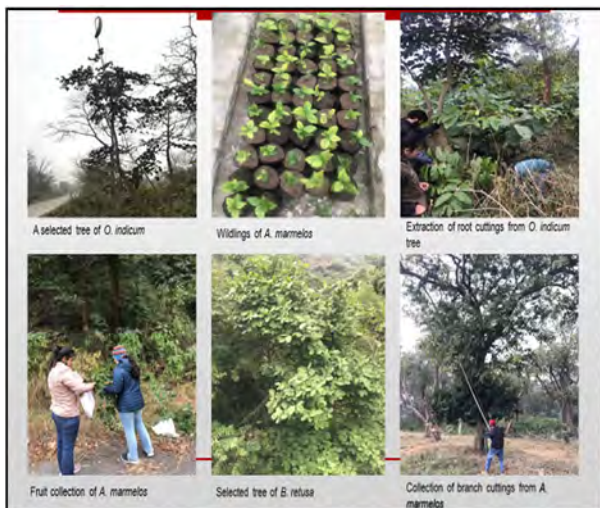 A selected tree of O. indicum
Wildlings of A. marmelos
Extraction of root cuttings from O. indicum
tree
Fruit collection of A. marmelos
Selected tree of B. retusa
Collection of branch cuttings from A.
marmelos